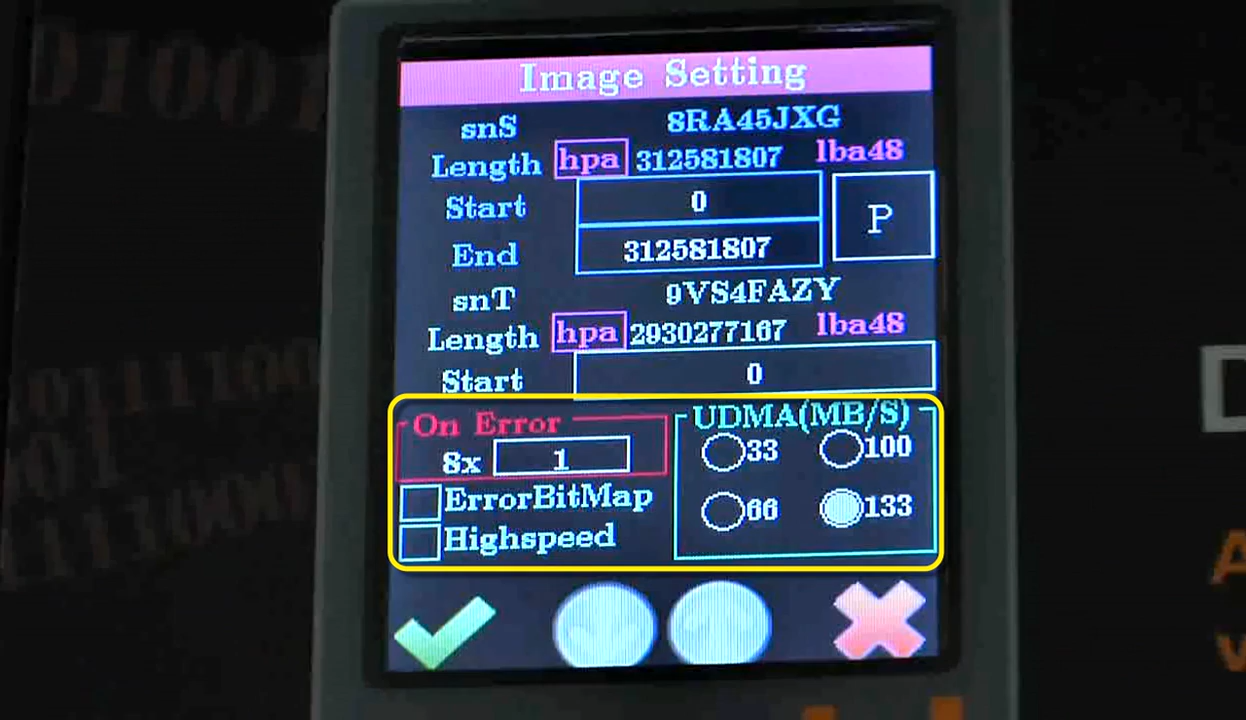 Image Setting
snS 8RA45JXG
Length hpa 312581807 lba48
Start 0 P
End 312581807
snT 9VS4FAZY
Length hpa 2930277167 lba48
Start 0
On Error
8x 1
ErrorBitMap
Highspeed
UDMA(MB/S)
33 100
66 133